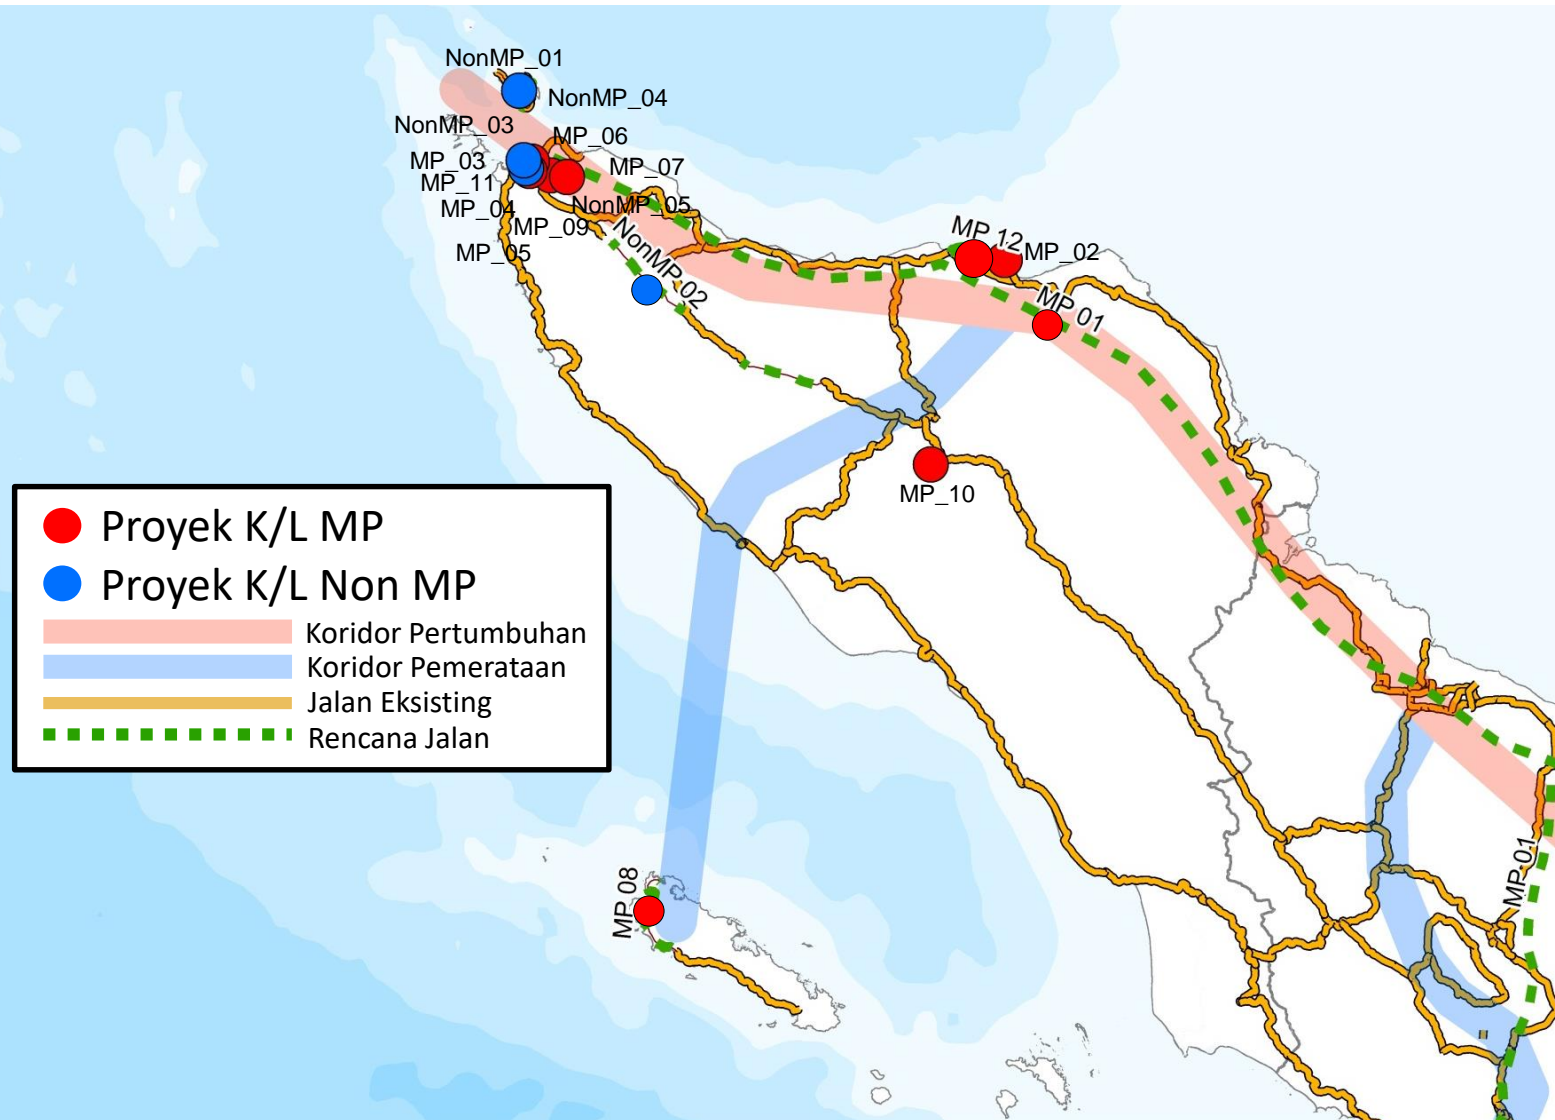 NonMP_01
NonMP_04
NonMP_03
MP_06
MP_03
MP_07
MP_11
MP_04
NonMP_05
MP_09
MP_05
NonMP_02
MP_12
MP_02
MP_01
MP_10
Proyek K/L MP
Proyek K/L Non MP
Koridor Pertumbuhan
Koridor Pemerataan
Jalan Eksisting
Rencana Jalan
MP_08
MP_01